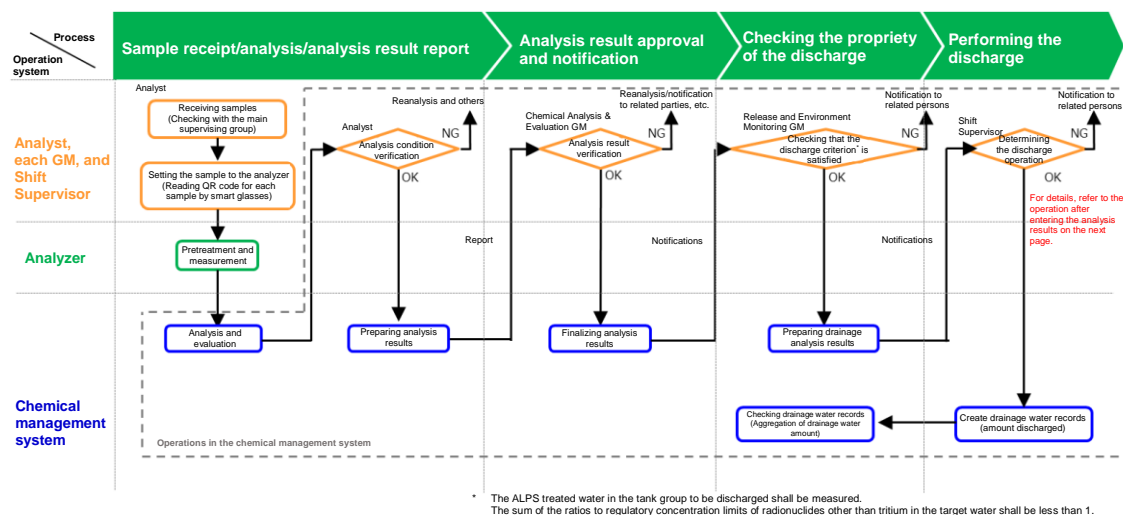 Process
Operation
system
Sample receipt/analysis/analysis result report
Analysis result approval
and notification
Checking the propriety
of the discharge
Performing the
discharge
Analyst,
each GM, and
Shift
Supervisor
Analyst
Receiving samples
(Checking with the main
supervising group)
Setting the sample to the analyzer
(Reading QR code for each
sample by smart glasses)
Reanalysis and others
Analyst
Analysis condition
verification
NG
OK
Reanalysis/notification
to related parties, etc.
Chemical Analysis &
Evaluation GM
Analysis result
verification
NG
OK
Notification to
related persons
Release and Environment
Monitoring GM
Checking that the
discharge criterion* is
satisfied
NG
OK
Notification to
related persons
Shift
Supervisor
Determining
the discharge
operation
NG
OK
For details, refer to the
operation after
entering the analysis
results on the next
page.
Analyzer
Pretreatment and
measurement
Report
Notifications
Notifications
Chemical
management
system
Analysis and
evaluation
Preparing analysis
results
Finalizing analysis
results
Preparing drainage
analysis results
Checking drainage water records
(Aggregation of drainage water
amount)
Create drainage water records
(amount discharged)
Operations in the chemical management system
* The ALPS treated water in the tank group to be discharged shall be measured.
The sum of the ratios to regulatory concentration limits of radionuclides other than tritium in the target water shall be less than 1.